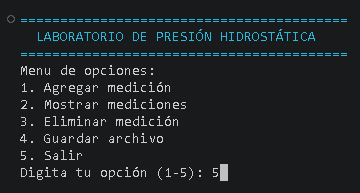 ========================================
LABORATORIO DE PRESIÓN HIDROSTÁTICA
========================================
Menu de opciones:
1. Agregar medición
2. Mostrar mediciones
3. Eliminar medición
4. Guardar archivo
5. Salir
Digita tu opción (1-5): 5